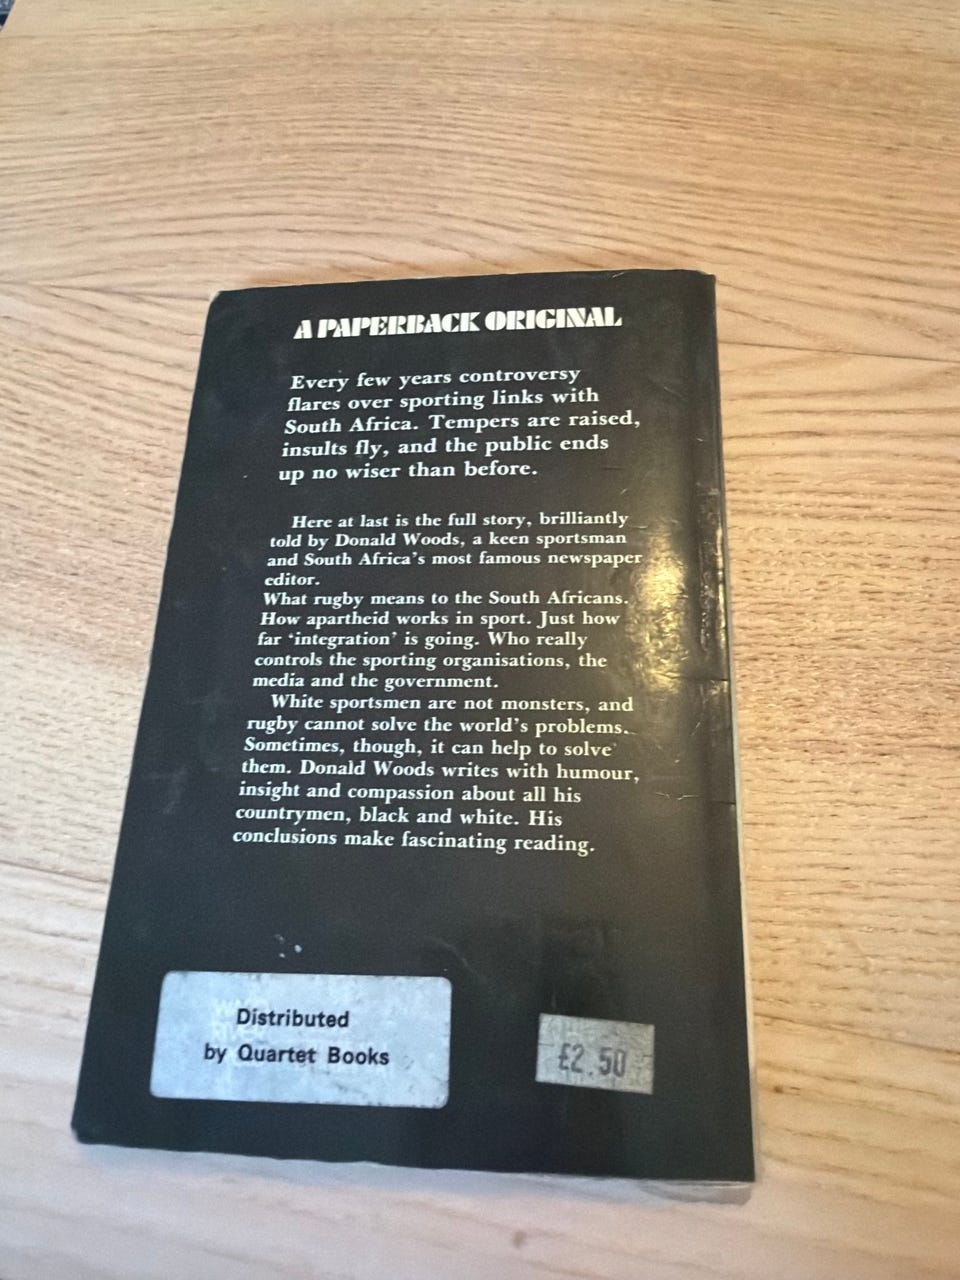 A PAPERBACK ORIGINAL
Every few years controversy
flares over sporting links with
South Africa. Tempers are raised,
insults fly, and the public ends
up no wiser than before.
Here at last is the full story, brilliantly
told by Donald Woods, a keen sportsman
and South Africa's most famous newspaper
editor.
What rugby means to the South Africans.
How apartheid works in sport. Just how
far 'integration' is going. Who really
controls the sporting organisations, the
media and the government.
White sportsmen are not monsters, and
rugby cannot solve the world's problems.
Sometimes, though, it can help to solve
them. Donald Woods writes with humour,
insight and compassion about all his
countrymen, black and white. His
conclusions make fascinating reading.
Distributed
by Quartet Books
£2.50